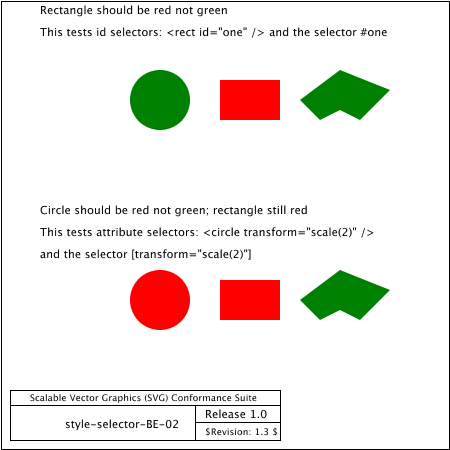 Rectangle should be red not green
This tests id selectors: <rect id="one" /> and the selector #one
Circle should be red not green; rectangle still red
This tests attribute selectors: <circle transform="scale(2)" />
and the selector [transform="scale(2)"]
Scalable Vector Graphics (SVG) Conformance Suite
style-selector-BE-02
Release 1.0
$Revision: 1.3 $